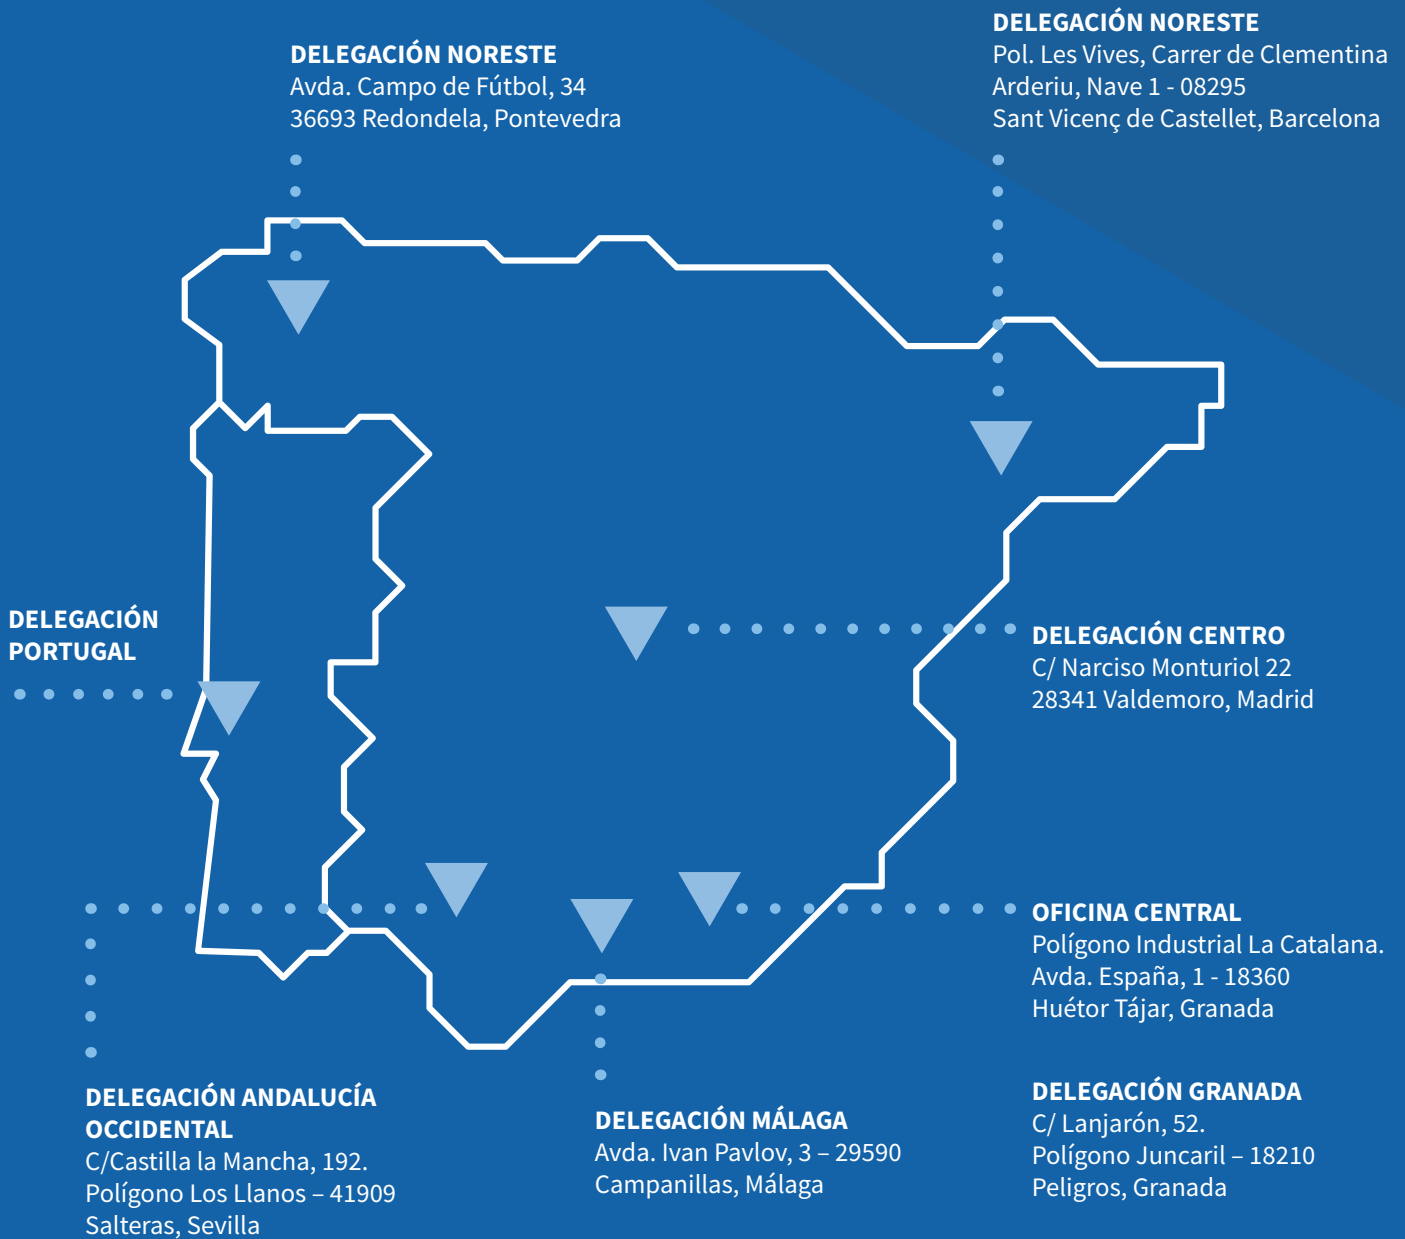 DELEGACIÓN NORESTE
Avda. Campo de Fútbol, 34
36693 Redondela, Pontevedra
DELEGACIÓN NORESTE
Pol. Les Vives, Carrer de Clementina
Arderiu, Nave 1 - 08295
Sant Vicenç de Castellet, Barcelona
DELEGACIÓN
PORTUGAL
DELEGACIÓN CENTRO
C/ Narciso Monturiol 22
28341 Valdemoro, Madrid
OFICINA CENTRAL
Polígono Industrial La Catalana.
Avda. España, 1 - 18360
Huétor Tájar, Granada
DELEGACIÓN ANDALUCÍA
OCCIDENTAL
C/Castilla la Mancha, 192.
Polígono Los Llanos – 41909
Salteras, Sevilla
DELEGACIÓN MÁLAGA
Avda. Ivan Pavlov, 3 – 29590
Campanillas, Málaga
DELEGACIÓN GRANADA
C/ Lanjarón, 52.
Polígono Juncaril – 18210
Peligros, Granada